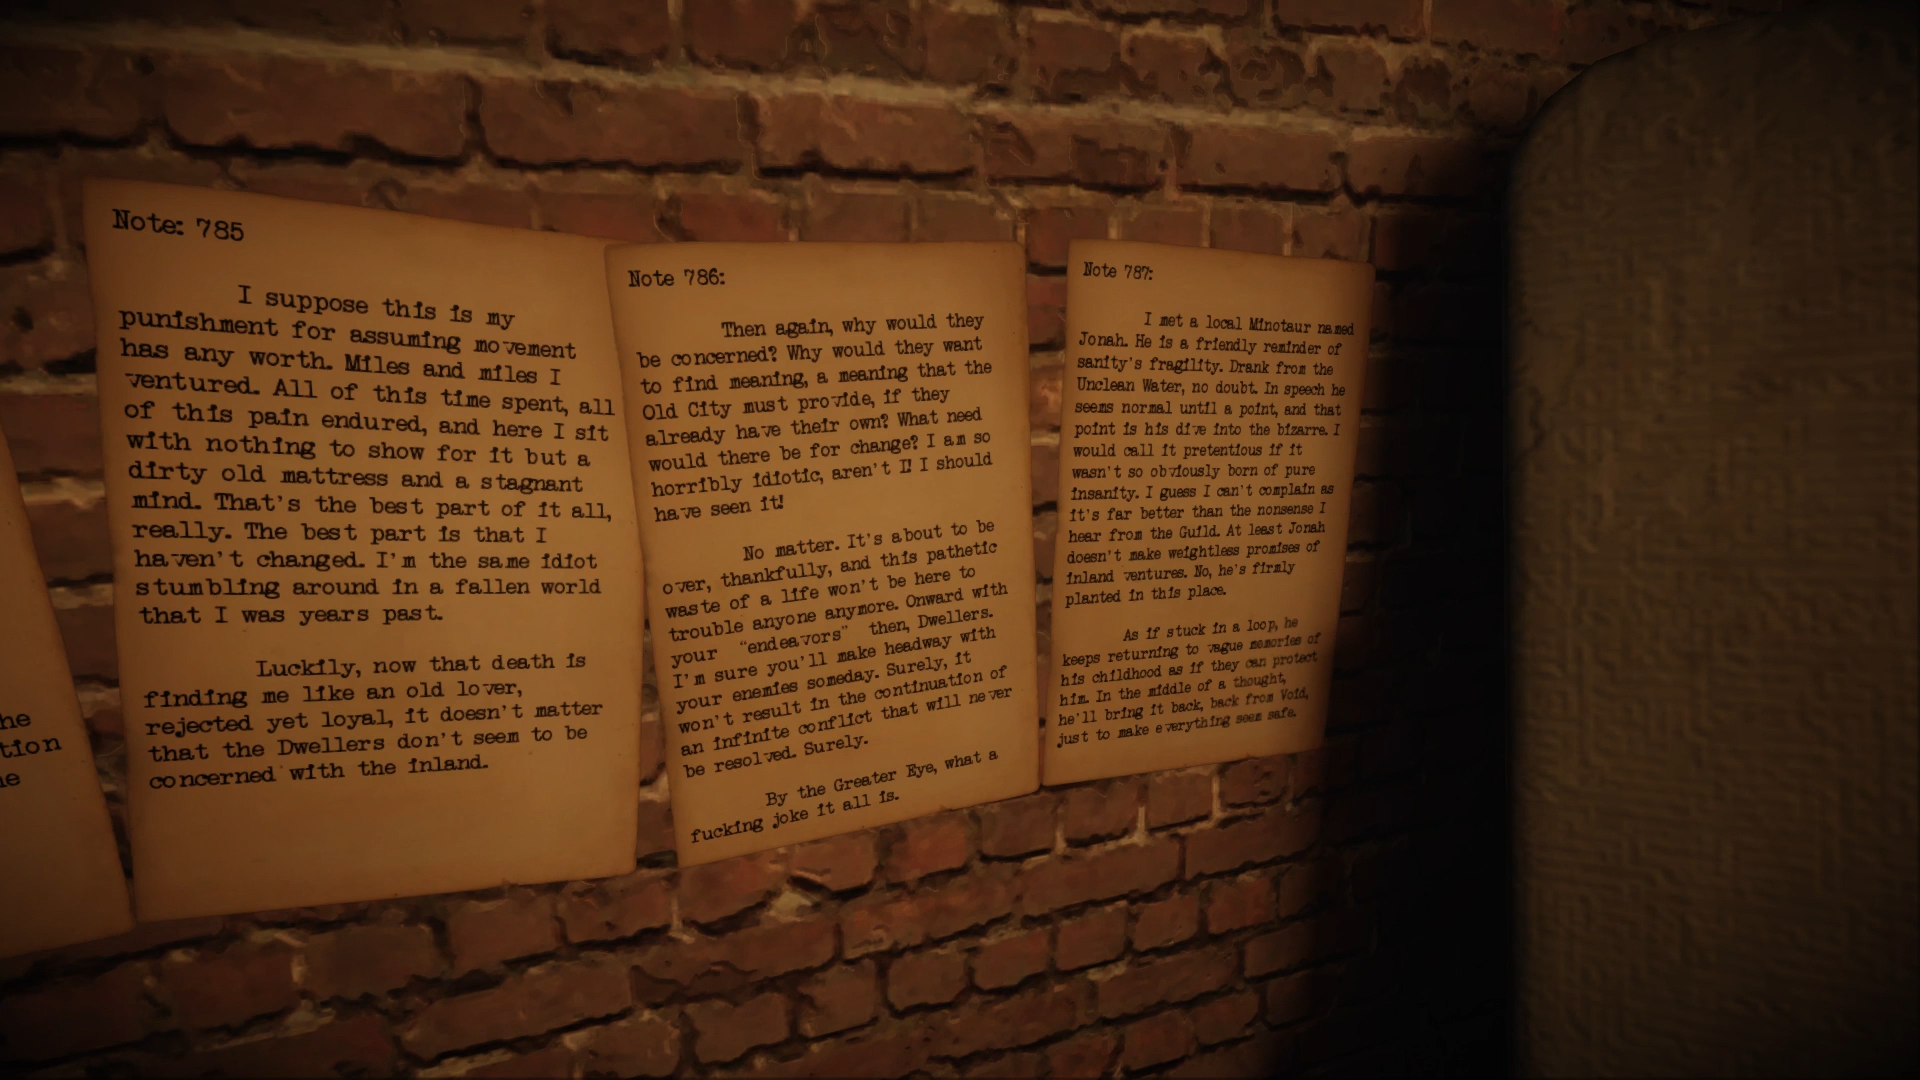 he
tion
e
Note: 785
I suppose this is my
punishment for assuming movement
has any worth. Miles and miles I
ventured. All of this time spent, all
of this pain endured, and here I sit
with nothing to show for it but a
dirty old mattress and a stagnant
mind. That's the best part of it all,
really. The best part is that I
haven't changed. I'm the same idiot
stumbling around in a fallen world
that I was years past.
Luckily, now that death is
finding me like an old lover,
rejected yet loyal, it doesn't matter
that the Dwellers don't seem to be
concerned with the inland.
Note 786:
Then again, why would they
be concerned? Why would they want
to find meaning, a meaning that the
Old City must provide, if they
already have their own? What need
would there be for change? I am so
horribly idiotic, aren't I? I should
have seen it!
No matter. It's about to be
over, thankfully, and this pathetic
waste of a life won't be here to
trouble anyone anymore. Onward with
your "endeavors" then, Dwellers.
I'm sure you'll make headway with
your enemies someday. Surely, it
won't result in the continuation of
an infinite conflict that will never
be resolved. Surely.
By the Greater Eye, what a
fucking joke it all is.
Note 787:
I met a local Minotaur named
Jonah. He is a friendly reminder of
sanity's fragility. Drank from the
Unclean Water, no doubt. In speech he
seems normal until a point, and that
point is his dive into the bizarre. I
would call it pretentious if it
wasn't so obviously born of pure
insanity. I guess I can't complain as
it's far better than the nonsense I
hear from the Guild. At least Jonah
doesn't make weightless promises of
inland ventures. No, he's firmly
planted in this place.
As if stuck in a loop, he
keeps returning to vague memories of
his childhood as if they can protect
him. In the middle of a thought,
he'll bring it back, back from Void,
just to make everything seem safe.